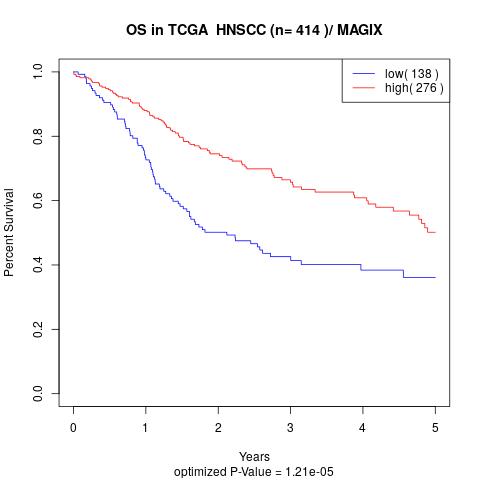 OS in TCGA  HNSCC (n= 414 )/ MAGIX
low( 138 )
high( 276 )
Percent Survival
1.0
0.8
0.6
0.4
0.2
0.0
0 1 2 3 4 5
Years
optimized P-Value = 1.21e-05